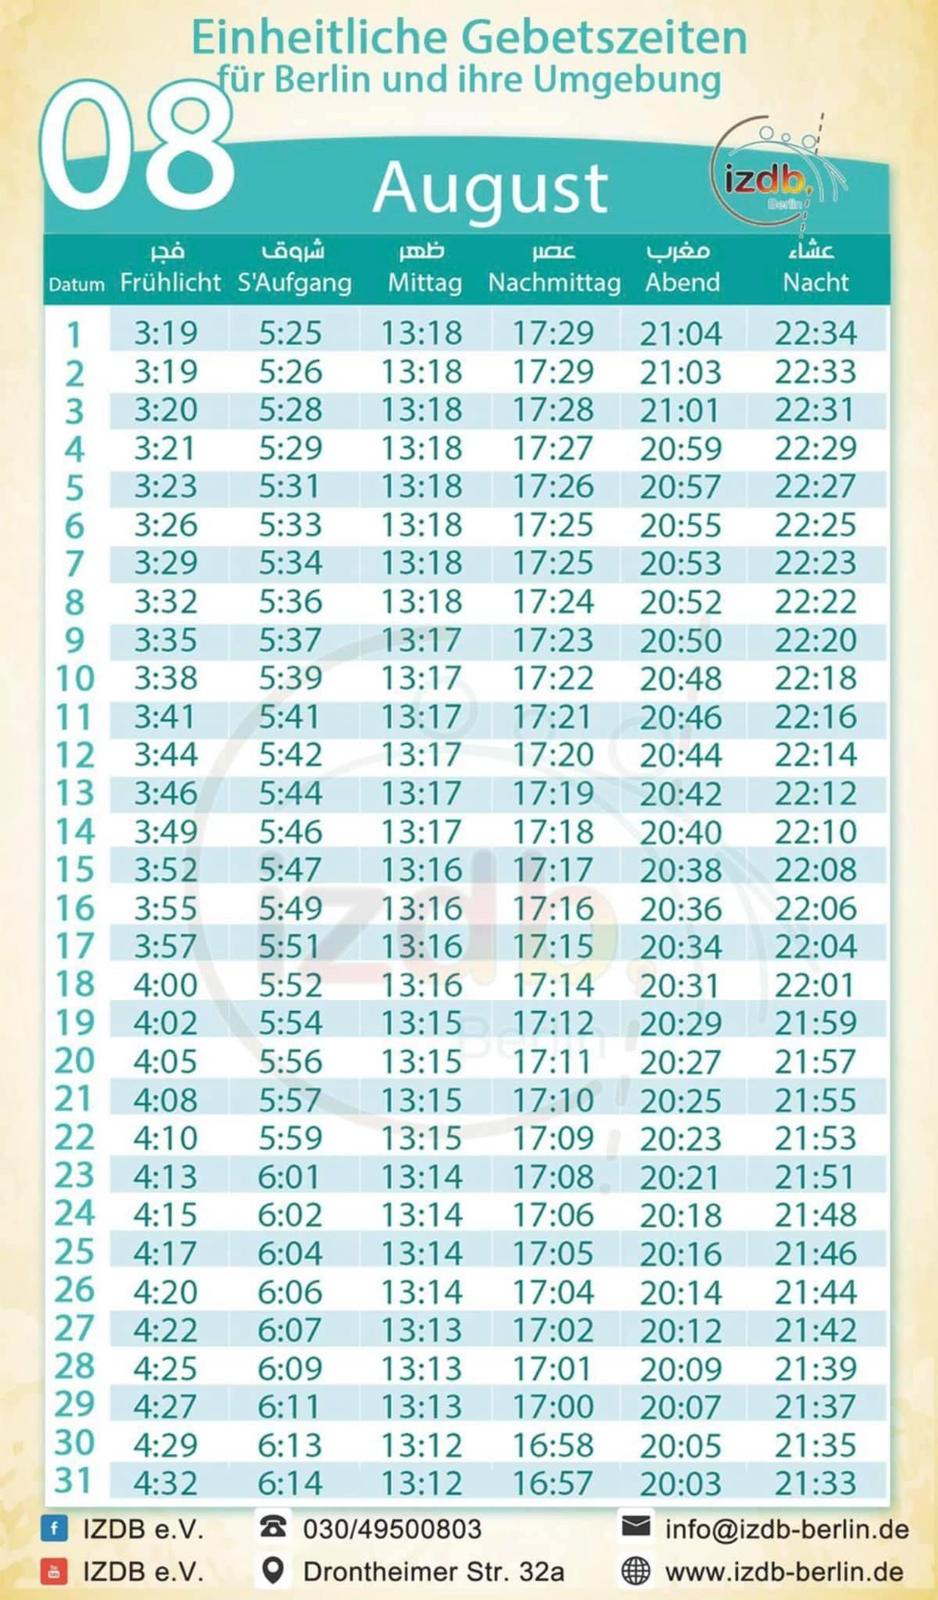 Einheitliche Gebetszeiten
für Berlin und ihre Umgebung
08
August
izdb,
Berlin
فجر شروق ظهر عصر مغرب عشاء
Datum Frühlicht S'Aufgang Mittag Nachmittag Abend Nacht
1 3:19 5:25 13:18 17:29 21:04 22:34
2 3:19 5:26 13:18 17:29 21:03 22:33
3 3:20 5:28 13:18 17:28 21:01 22:31
4 3:21 5:29 13:18 17:27 20:59 22:29
5 3:23 5:31 13:18 17:26 20:57 22:27
6 3:26 5:33 13:18 17:25 20:55 22:25
7 3:29 5:34 13:18 17:25 20:53 22:23
8 3:32 5:36 13:18 17:24 20:52 22:22
9 3:35 5:37 13:17 17:23 20:50 22:20
10 3:38 5:39 13:17 17:22 20:48 22:18
11 3:41 5:41 13:17 17:21 20:46 22:16
12 3:44 5:42 13:17 17:20 20:44 22:14
13 3:46 5:44 13:17 17:19 20:42 22:12
14 3:49 5:46 13:17 17:18 20:40 22:10
15 3:52 5:47 13:16 17:17 20:38 22:08
16 3:55 5:49 13:16 17:16 20:36 22:06
17 3:57 5:51 13:16 17:15 20:34 22:04
18 4:00 5:52 13:16 17:14 20:31 22:01
19 4:02 5:54 13:15 17:12 20:29 21:59
20 4:05 5:56 13:15 17:11 20:27 21:57
21 4:08 5:57 13:15 17:10 20:25 21:55
22 4:10 5:59 13:15 17:09 20:23 21:53
23 4:13 6:01 13:14 17:08 20:21 21:51
24 4:15 6:02 13:14 17:06 20:18 21:48
25 4:17 6:04 13:14 17:05 20:16 21:46
26 4:20 6:06 13:14 17:04 20:14 21:44
27 4:22 6:07 13:13 17:02 20:12 21:42
28 4:25 6:09 13:13 17:01 20:09 21:39
29 4:27 6:11 13:13 17:00 20:07 21:37
30 4:29 6:13 13:12 16:58 20:05 21:35
31 4:32 6:14 13:12 16:57 20:03 21:33
izdb,
Berlin
IZDB e.V. 030/49500803 info@izdb-berlin.de
IZDB e.V. Drontheimer Str. 32a www.izdb-berlin.de